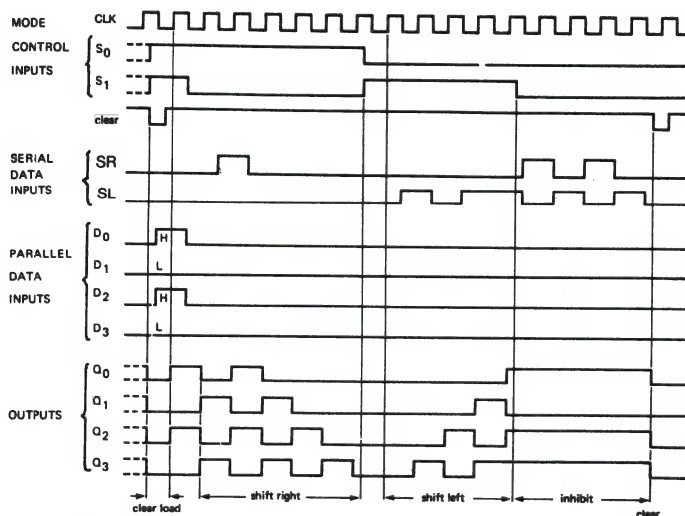 MODE CLK
CONTROL S0
INPUTS S1
clear
SERIAL SR
DATA
INPUTS SL
D0 H
PARALLEL D1 L
DATA
INPUTS D2 H
D3 L
Q0
Q1
OUTPUTS Q2
Q3
shift right shift left inhibit
clear load clear